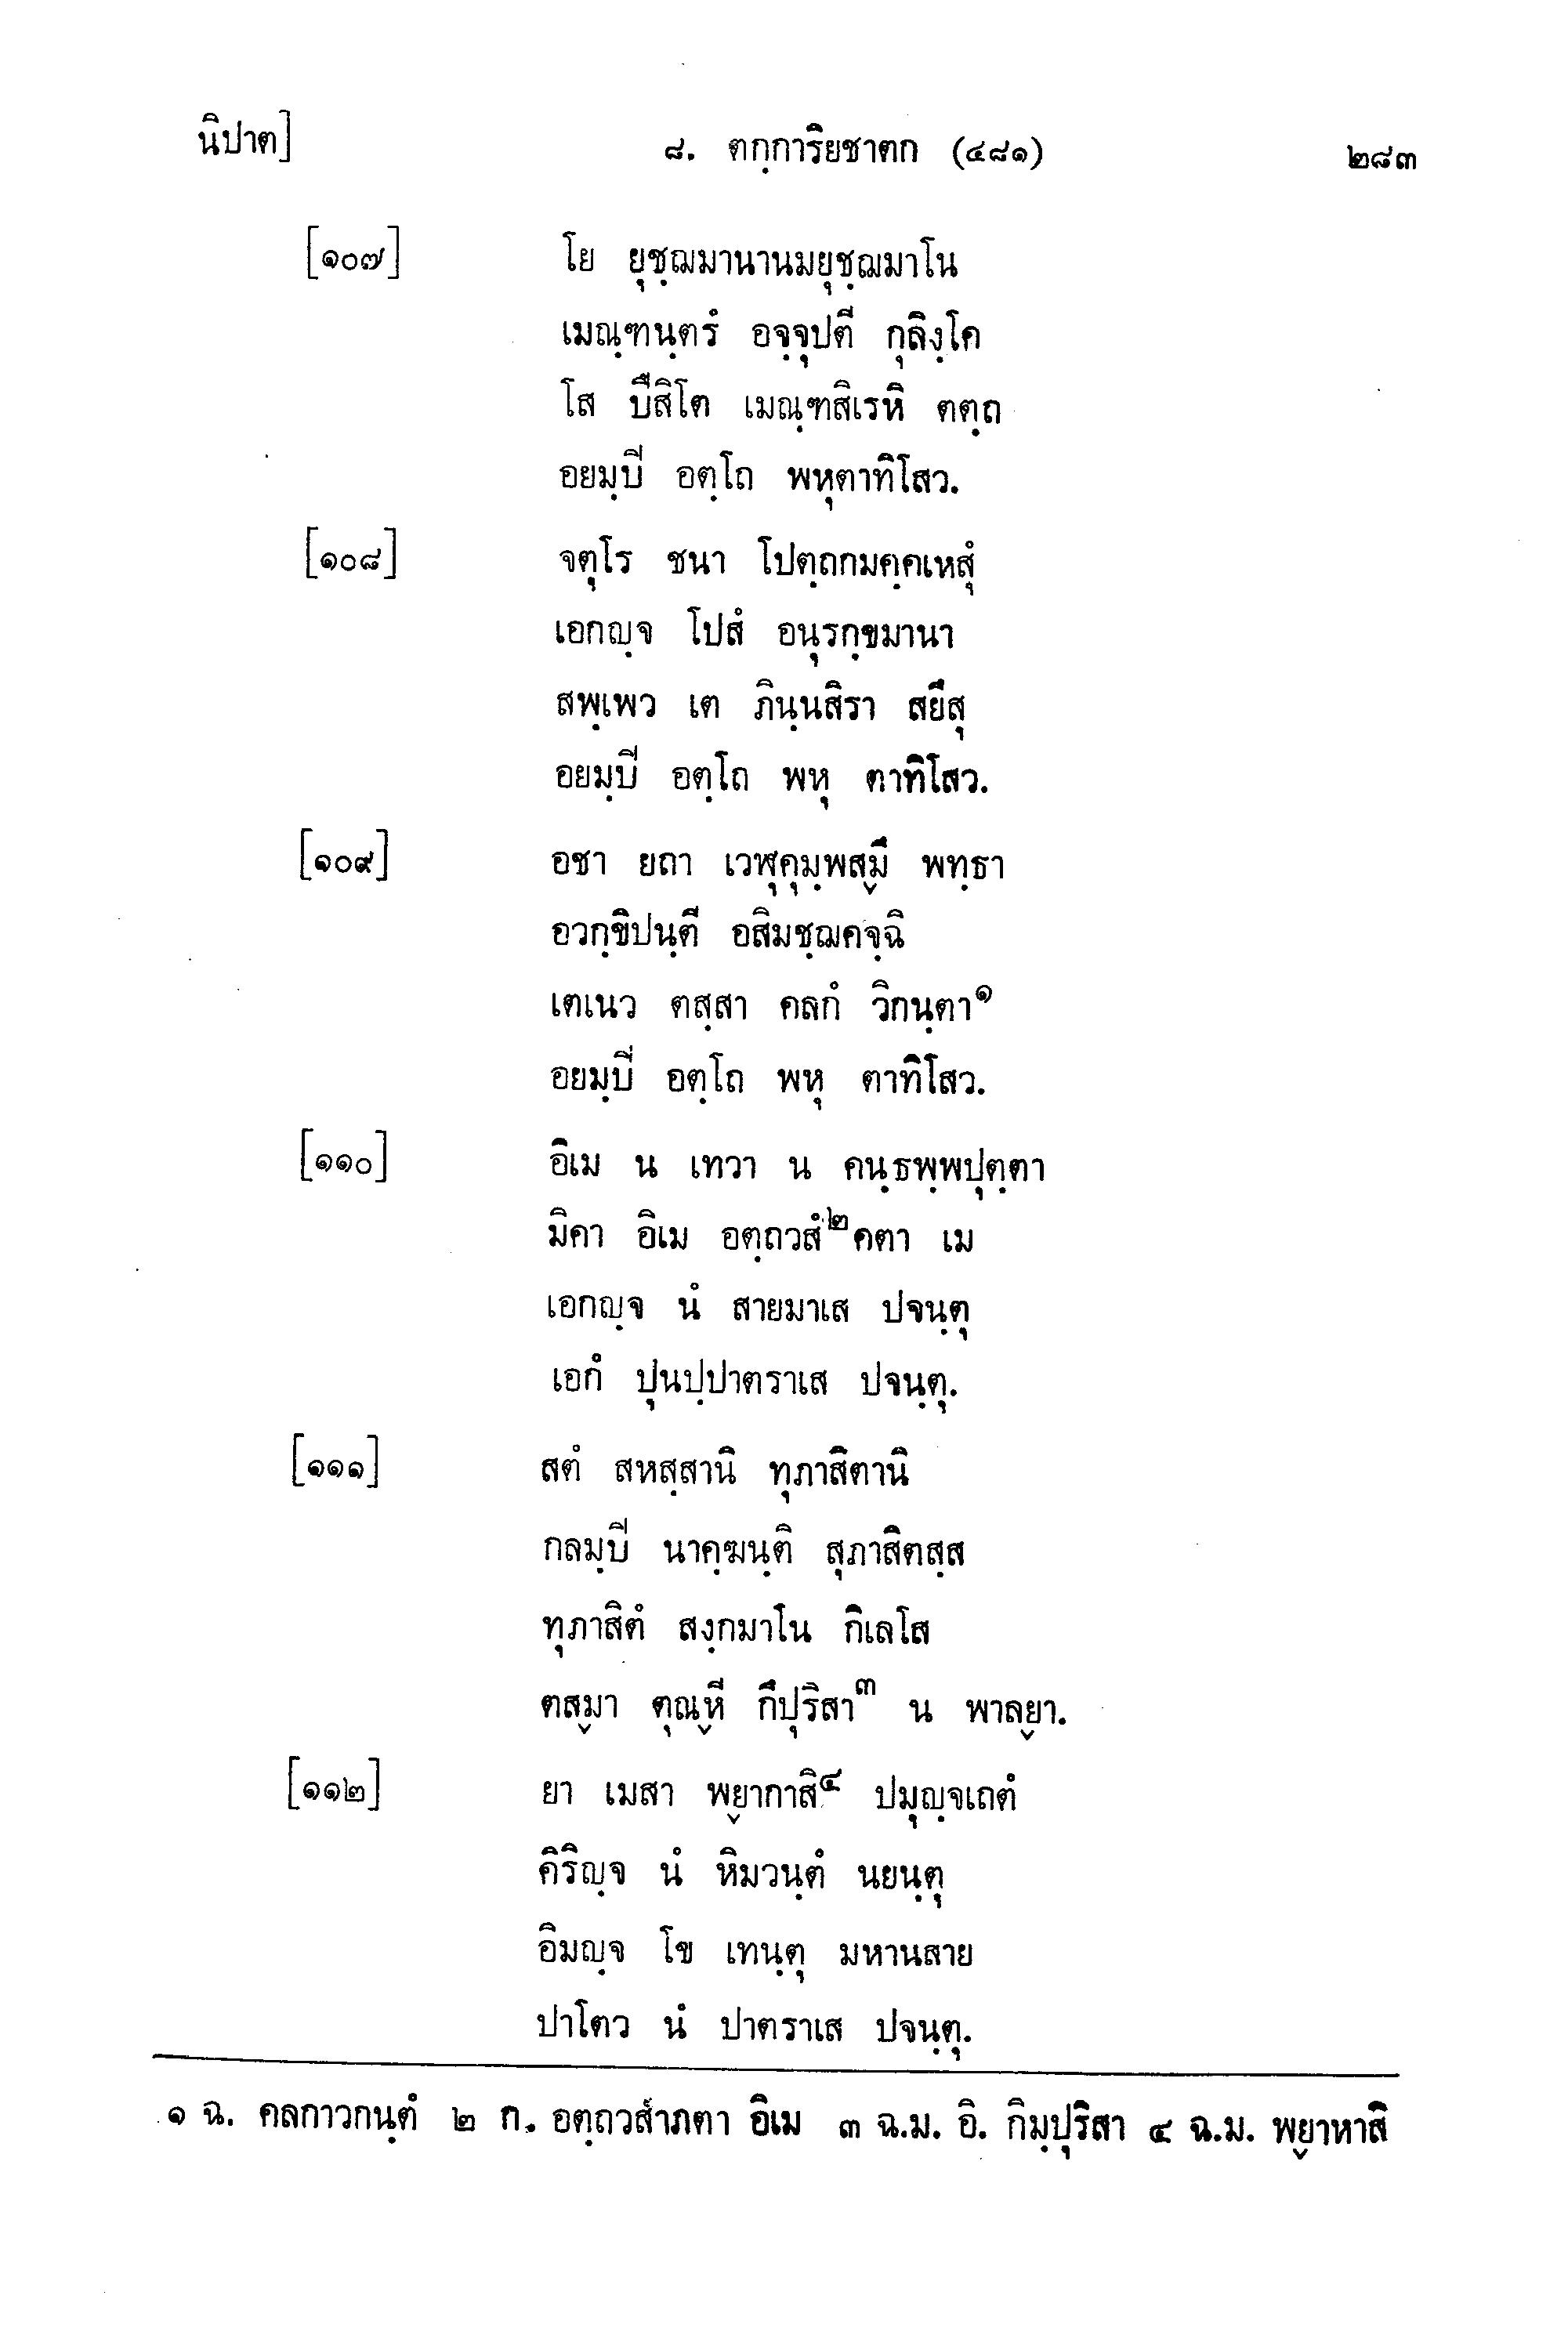 นิปาต] ๘. ตกฺการิยชาตก (๔๘๑) ๒๘๓
[๑๐๗] โย ยุชฺฌมานานมยุชฺฌมาโน
เมณฺฑนฺตรํ อจฺจุปตี กุลิงฺโค
โส ปึสิโต เมณฺฑสิเรหิ ตตฺถ
อยมฺปิ อตฺโถ พหุตาทิโสว.
[๑๐๘] จตุโร ชนา โปตฺถกมคฺคเหสุํ
เอกญฺจ โปสํ อนุรกฺขมานา
สพฺเพว เต ภินฺนสิรา สยึสุ
อยมฺปิ อตฺโถ พหุ ตาทิโสว.
[๑๐๙] อชา ยถา เวฬุคุมฺพสฺมึ พทฺธา
อวกฺขิปนฺตี อสิมชฺฌคจฺฉิ
เตเนว ตสฺสา คลกํ วิกนฺตา๑
อยมฺปิ อตฺโถ พหุ ตาทิโสว.
[๑๑๐] อิเม น เทวา น คนฺธพฺพปุตฺตา
มิคา อิเม อตฺถวสํ๒คตา เม
เอกญฺจ นํ สายมาเส ปจนฺตุ
เอกํ ปุนปฺปาตราเส ปจนฺตุ.
[๑๑๑] สตํ สหสฺสานิ ทุภาสิตานิ
กลมฺปิ นาคฺฆนฺติ สุภาสิตสฺส
ทุภาสิตํ สงฺกมาโน กิเลโส
ตสฺมา ตุณฺหี กึปุริสา๓ น พาลฺยา.
[๑๑๒] ยา เมสา พฺยากาสิ๔ ปมุญฺจเถตํ
คิริญฺจ นํ หิมวนฺตํ นยนฺตุ
อิมญฺจ โข เทนฺตุ มหานสาย
ปาโตว นํ ปาตราเส ปจนฺตุ.
๑ ฉ. คลกาวกนฺตํ ๒ ก. อตฺถวสําภตา อิเม ๓ ฉ.ม. อิ. กิมฺปุริสา ๔ ฉ.ม. พฺยาหาสิ